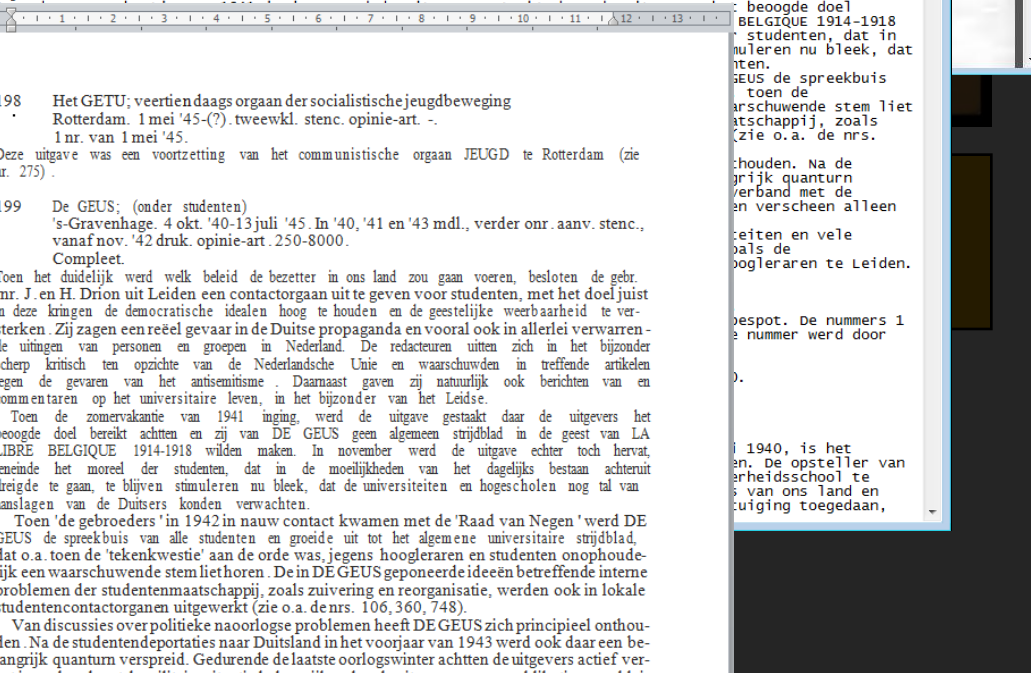 1 2 3 4 5 6 7 8 9 10 11 12 13
198 Het GETU; veertiendaags orgaan der socialistische jeugdbeweging
Rotterdam. 1 mei '45-(?). tweewkl. stenc. opinie-art. -.
1 nr. van 1 mei '45.
Deze uitgave was een voortzetting van het communistische orgaan JEUGD te Rotterdam (zie
nr. 275) .
199 De GEUS; (onder studenten)
's-Gravenhage. 4 okt. '40-13 juli '45. In '40, '41 en '43 mdl., verder onr. aanv. stenc.,
vanaf nov. '42 druk. opinie-art. 250-8000.
Compleet.
Toen het duidelijk werd welk beleid de bezetter in ons land zou gaan voeren, besloten de gebr.
mr. J. en H. Drion uit Leiden een contactorgaan uit te geven voor studenten, met het doel juist
in deze kringen de democratische idealen hoog te houden en de geestelijke weerbaarheid te ver-
sterken. Zij zagen een reëel gevaar in de Duitse propaganda en vooral ook in allerlei verwarren-
de uitingen van personen en groepen in Nederland. De redacteuren uitten zich in het bijzonder
scherp kritisch ten opzichte van de Nederlandsche Unie en waarschuwden in treffende artikelen
tegen de gevaren van het antisemitisme . Daarnaast gaven zij natuurlijk ook berichten van en
commentaren op het universitaire leven, in het bijzonder van het Leidse.
Toen de zomervakantie van 1941 inging, werd de uitgave gestaakt daar de uitgevers het
beoogde doel bereikt achtten en zij van DE GEUS geen algemeen strijdblad in de geest van LA
LIBRE BELGIQUE 1914-1918 wilden maken. In november werd de uitgave echter toch hervat,
teneinde het moreel der studenten, dat in de moeilijkheden van het dagelijks bestaan achteruit
dreigde te gaan, te blijven stimuleren nu bleek, dat de universiteiten en hogescholen nog tal van
aanslagen van de Duitsers konden verwachten.
Toen 'de gebroeders' in 1942 in nauw contact kwamen met de 'Raad van Negen' werd DE
GEUS de spreekbuis van alle studenten en groeide uit tot het algemene universitaire strijdblad,
dat o.a. toen de 'tekenkwestie' aan de orde was, jegens hoogleraren en studenten onophoude-
lijk een waarschuwende stem liet horen. De in DE GEUS geponeerde ideeën betreffende interne
problemen der studentenmaatschappij, zoals zuivering en reorganisatie, werden ook in lokale
studentencontactorganen uitgewerkt (zie o.a. de nrs. 106, 360, 748).
Van discussies over politieke naoorlogse problemen heeft DE GEUS zich principieel onthou-
den. Na de studentendeportaties naar Duitsland in het voorjaar van 1943 werd ook daar een be-
langrijk quanturn verspreid. Gedurende de laatste oorlogswinter achtten de uitgevers actief ver-
beoogde doel
BELGIQUE 1914-1918
studenten, dat in
muleren nu bleek, dat
hten.
GEUS de spreekbuis
toen de
arschuwende stem liet
atschappij, zoals
(zie o.a. de nrs.
thouden. Na de
grijk quanturn
verband met de
en verscheen alleen
teiten en vele
oals de
oogleraren te Leiden.
bespot. De nummers 1
e nummer werd door
).
i 1940, is het
en. De opsteller van
erheidsschool te
s van ons land en
tuiging toegedaan,